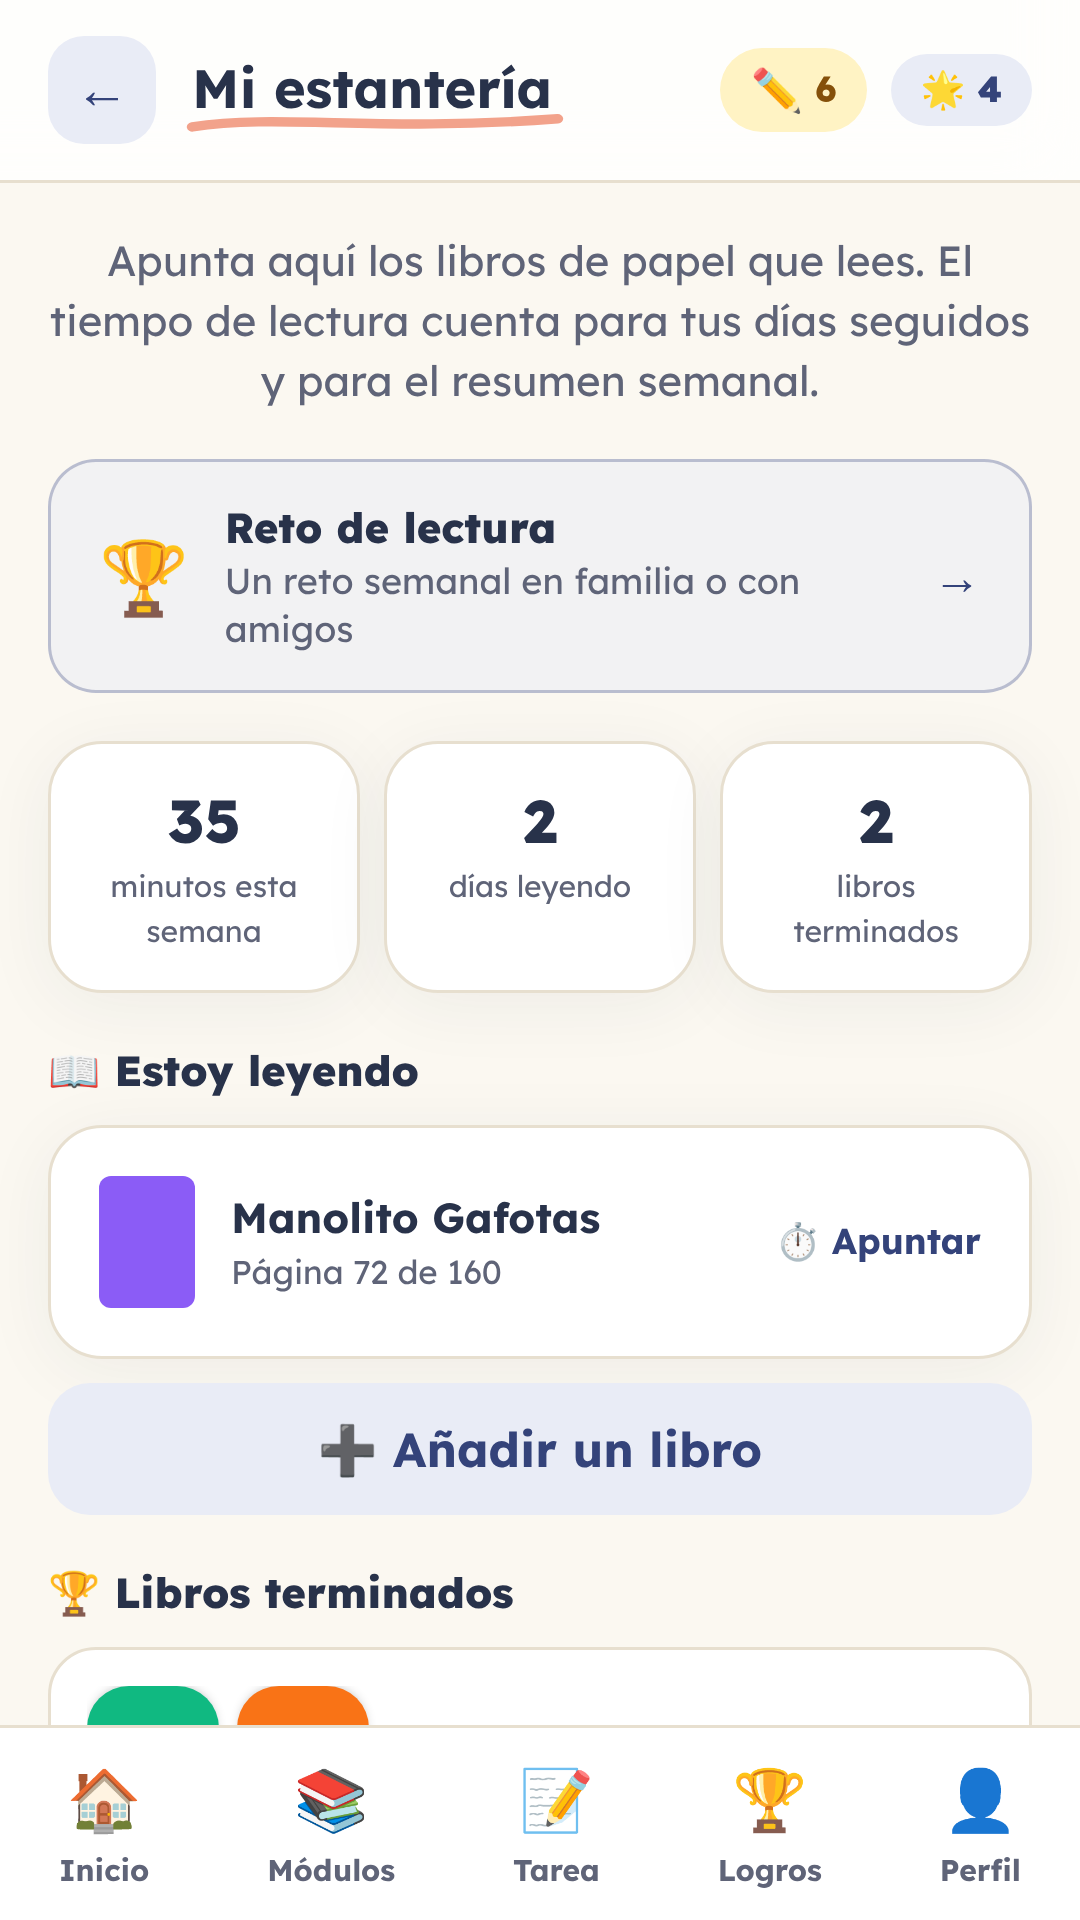 ←
Mi estantería
6
4
Apunta aquí los libros de papel que lees. El
tiempo de lectura cuenta para tus días seguidos
y para el resumen semanal.
Reto de lectura
Un reto semanal en familia o con
amigos
→
35
minutos esta
semana
2
días leyendo
2
libros
terminados
Estoy leyendo
Manolito Gafotas
Página 72 de 160
Apuntar
Añadir un libro
Libros terminados
Inicio
Módulos
Tarea
Logros
Perfil